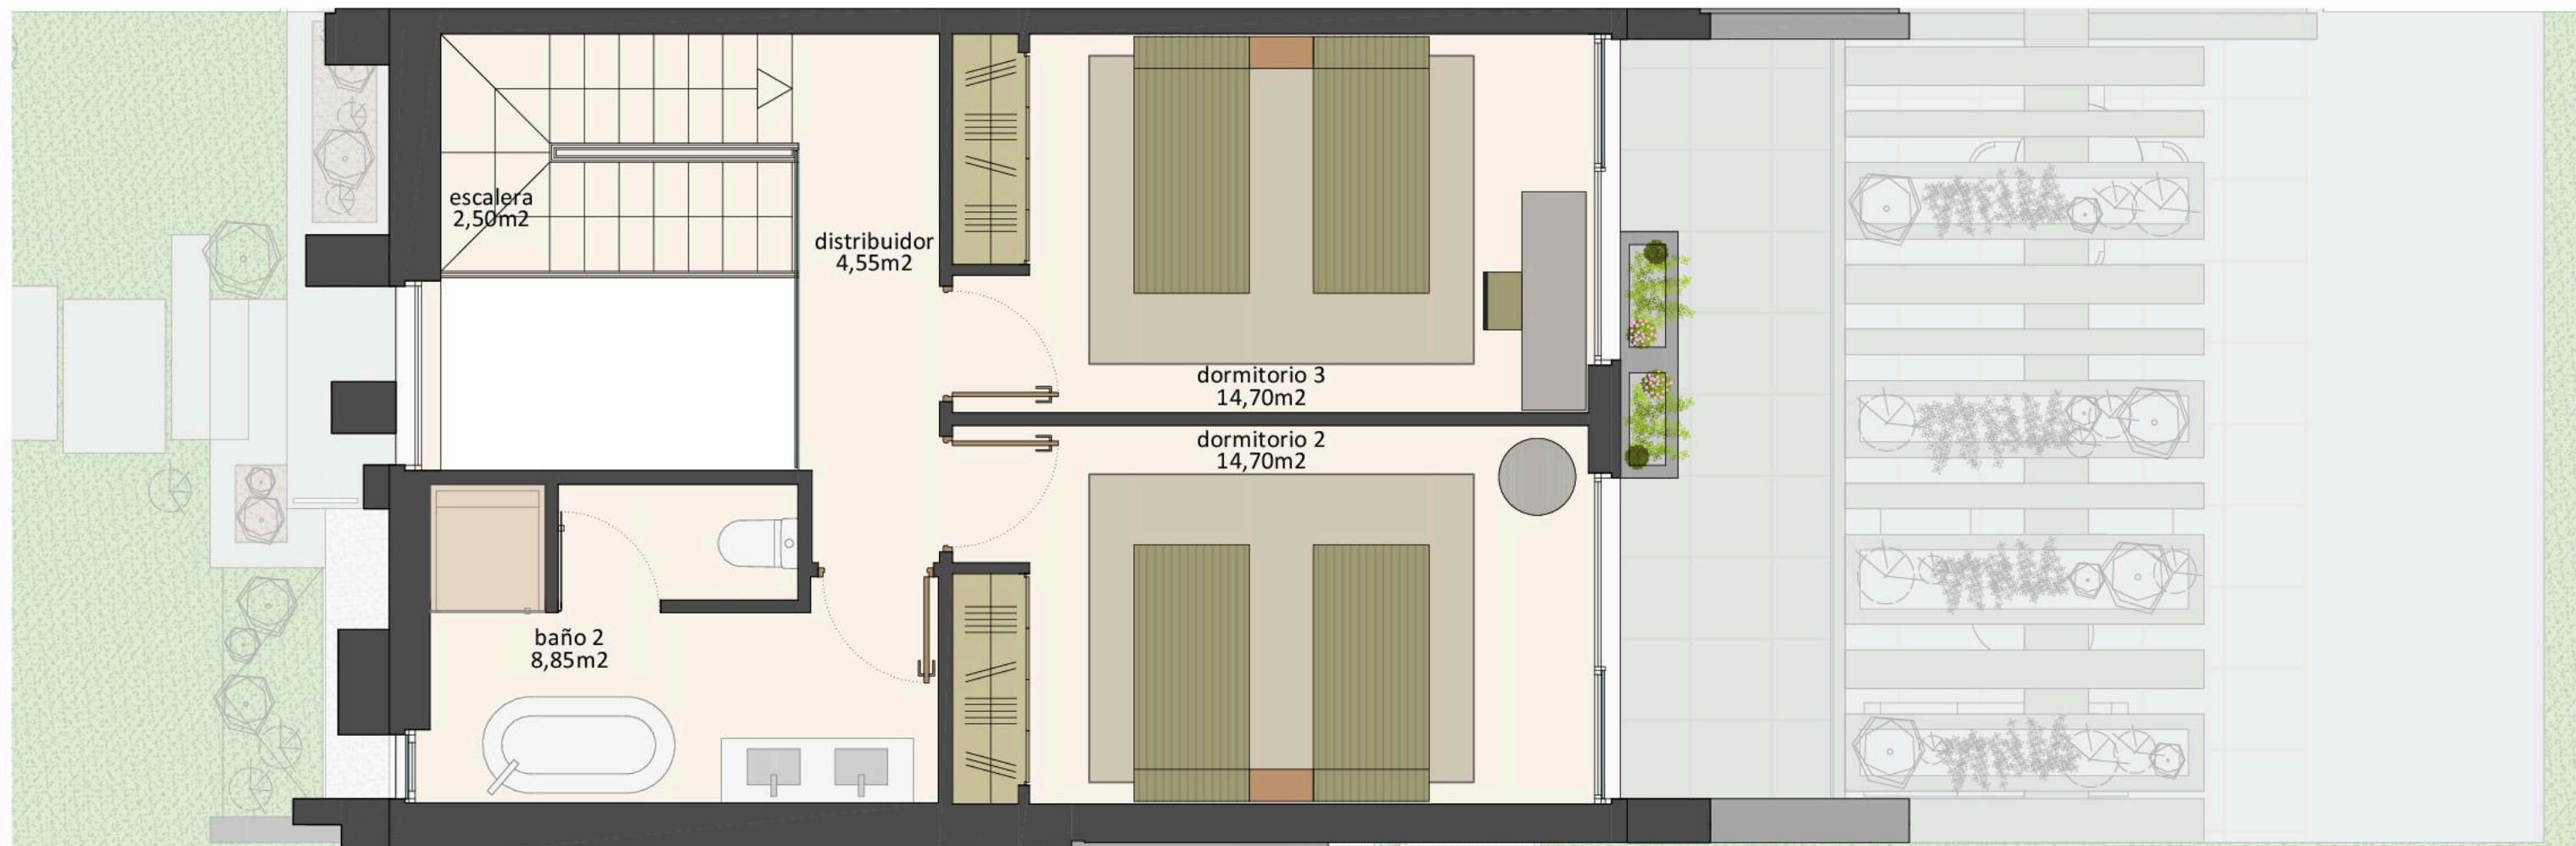 escalera
2,50m2
distribuidor
4,55m2
dormitorio 3
14,70m2
dormitorio 2
14,70m2
baño 2
8,85m2